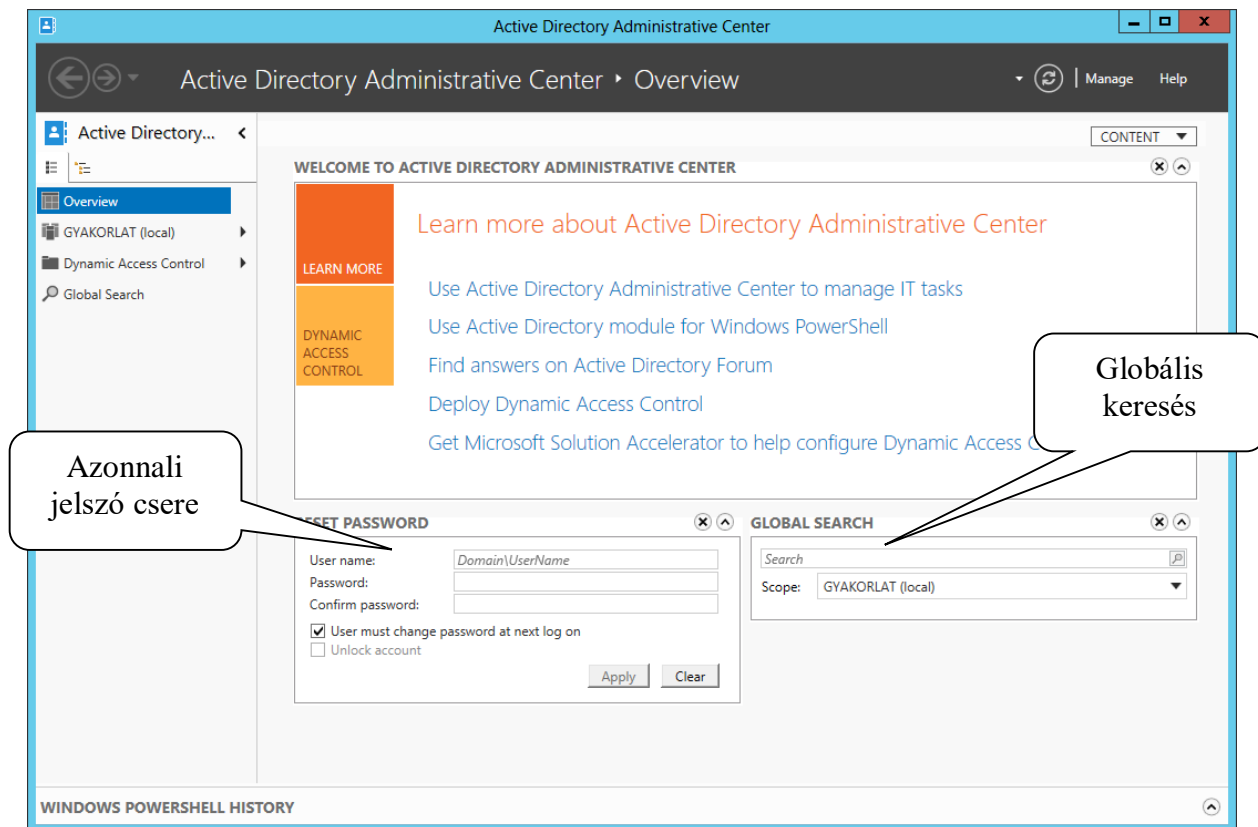 Active Directory Administrative Center
Active Directory Administrative Center • Overview
Manage Help
Active Directory...
CONTENT
Overview
GYAKORLAT (local)
Dynamic Access Control
Global Search
WELCOME TO ACTIVE DIRECTORY ADMINISTRATIVE CENTER
LEARN MORE
DYNAMIC
ACCESS
CONTROL
Learn more about Active Directory Administrative Center
Use Active Directory Administrative Center to manage IT tasks
Use Active Directory module for Windows PowerShell
Find answers on Active Directory Forum
Deploy Dynamic Access Control
Get Microsoft Solution Accelerator to help configure Dynamic Access
Globális
keresés
Azonnali
jelszó csere
RESET PASSWORD
User name: Domain\UserName
Password:
Confirm password:
User must change password at next log on
Unlock account
Apply Clear
GLOBAL SEARCH
Search
Scope: GYAKORLAT (local)
WINDOWS POWERSHELL HISTORY